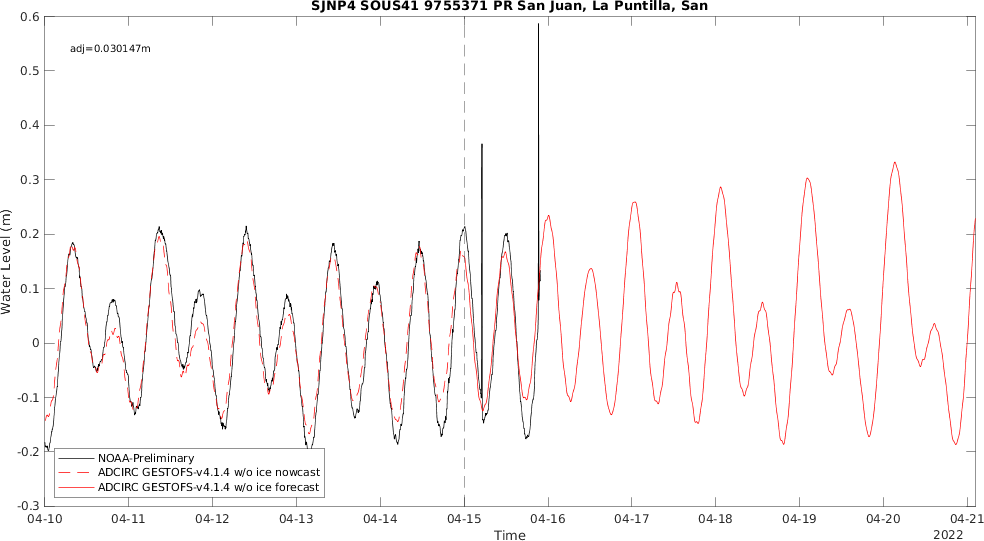 SJNP4 SOUS41 9755371 PR San Juan, La Puntilla, San
adj=0.030147m
0.6
0.5
0.4
0.3
0.2
0.1
0
-0.1
-0.2
-0.3
Water Level (m)
NOAA-Preliminary
ADCIRC GESTOFS-v4.1.4 w/o ice nowcast
ADCIRC GESTOFS-v4.1.4 w/o ice forecast
04-10 04-11 04-12 04-13 04-14 04-15 04-16 04-17 04-18 04-19 04-20 04-21
Time
2022